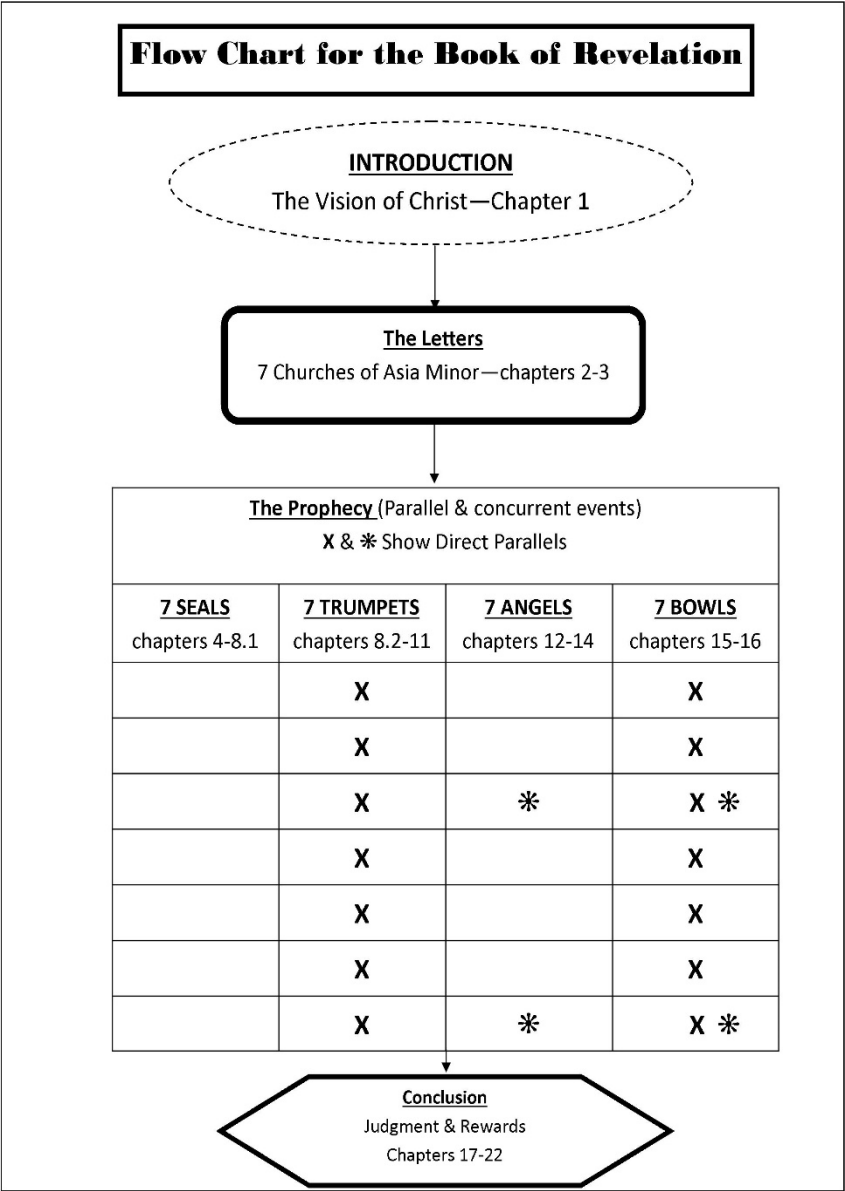 Flow Chart for the Book of Revelation
INTRODUCTION
The Vision of Christ—Chapter 1
The Letters
7 Churches of Asia Minor—chapters 2-3
The Prophecy (Parallel & concurrent events)
X & ❋ Show Direct Parallels
7 SEALS 7 TRUMPETS 7 ANGELS 7 BOWLS
chapters 4-8.1 chapters 8.2-11 chapters 12-14 chapters 15-16
X X
X X
X ❋ X ❋
X X
X X
X X
X ❋ X ❋
Conclusion
Judgment & Rewards
Chapters 17-22